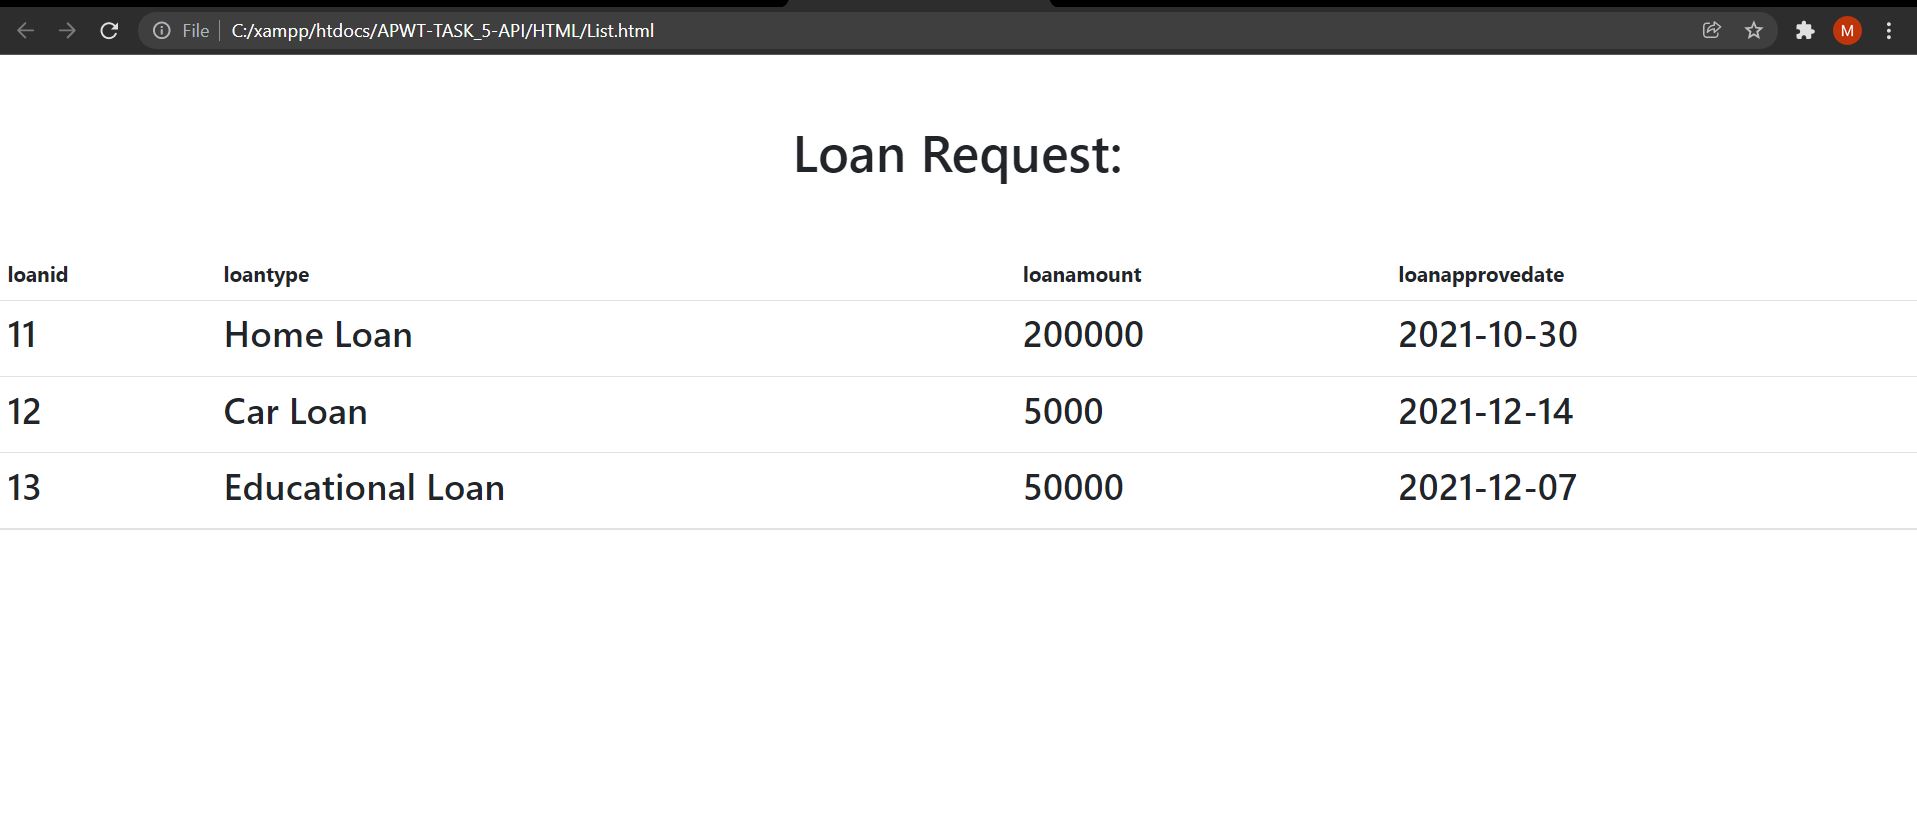 File C:/xampp/htdocs/APWT-TASK_5-API/HTML/List.html M
Loan Request:
loanid loantype loanamount loanapprovedate
11 Home Loan 200000 2021-10-30
12 Car Loan 5000 2021-12-14
13 Educational Loan 50000 2021-12-07